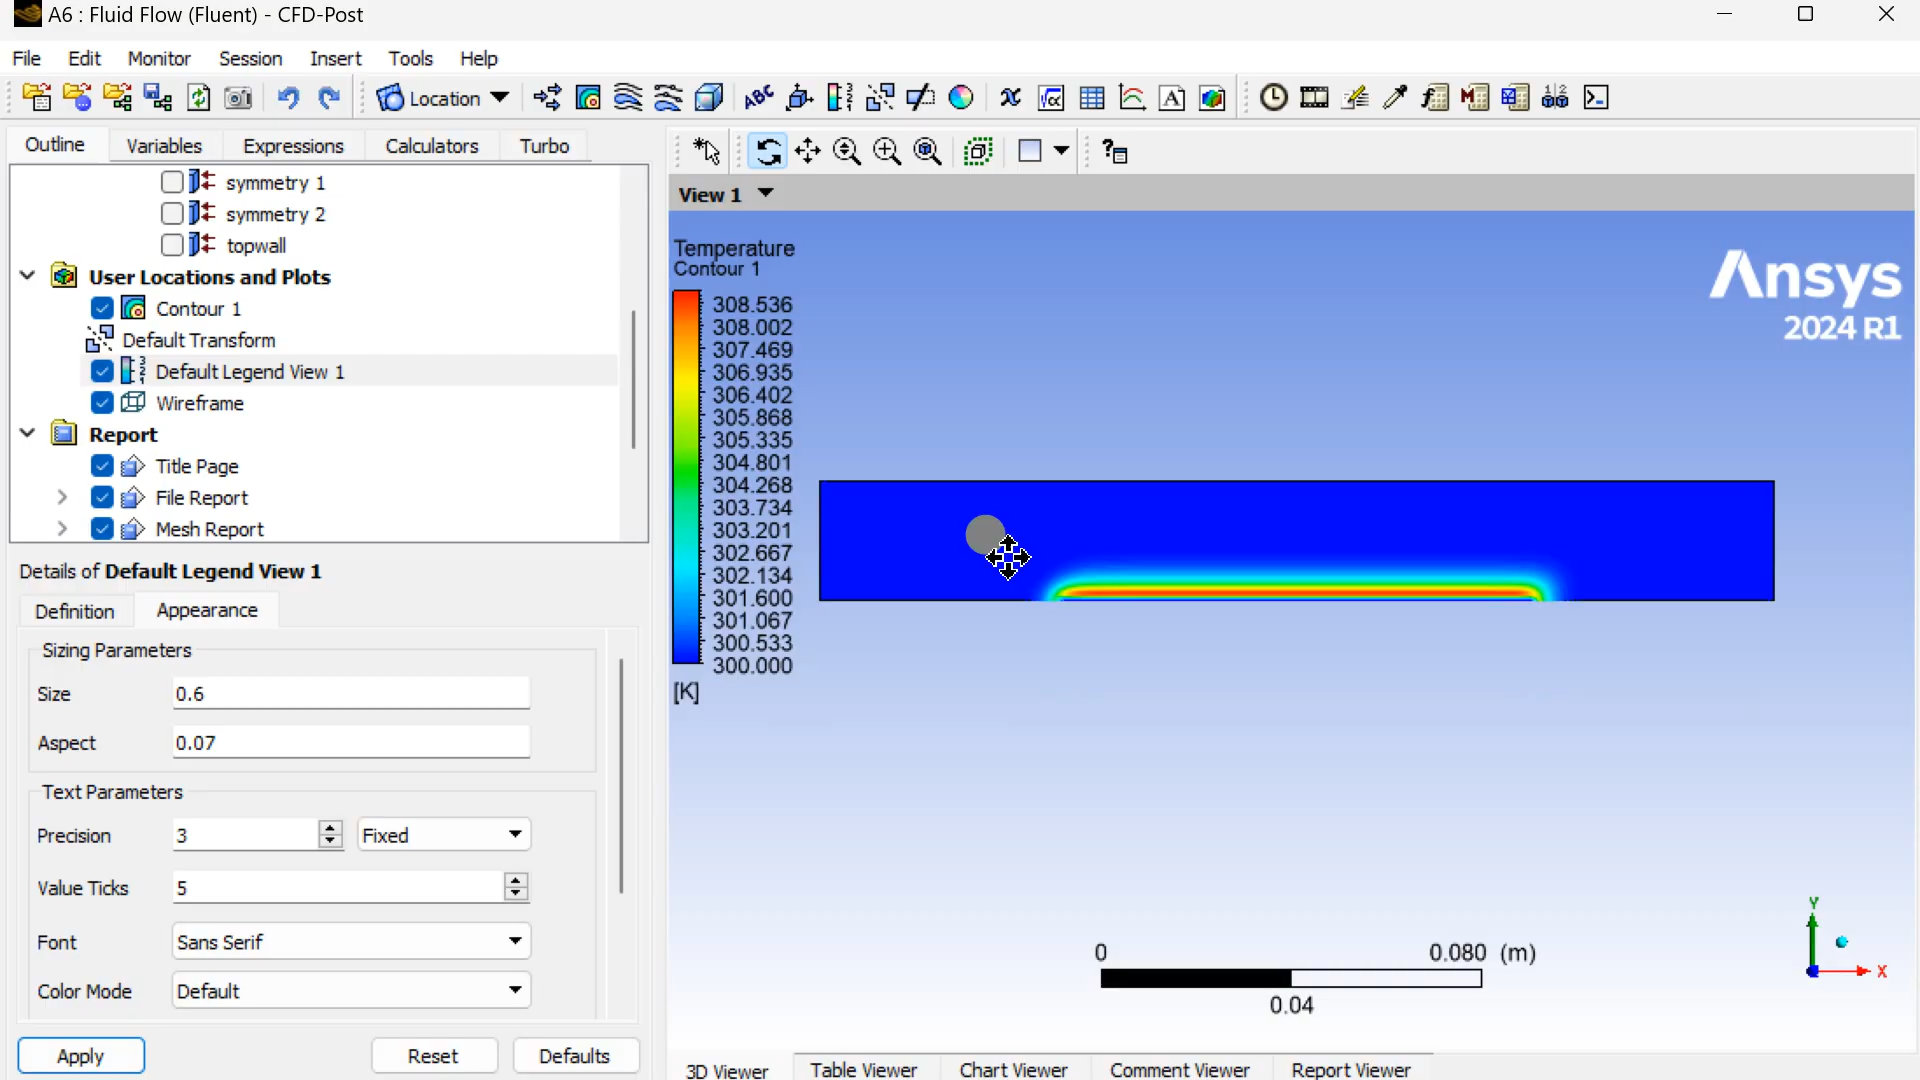 A6 : Fluid Flow (Fluent) - CFD-Post
File Edit Monitor Session Insert Tools Help
Location
Outline Variables Expressions Calculators Turbo
symmetry 1
symmetry 2
topwall
User Locations and Plots
Contour 1
Default Transform
Default Legend View 1
Wireframe
Report
Title Page
File Report
Mesh Report
Details of Default Legend View 1
Definition Appearance
Sizing Parameters
Size 0.6
Aspect 0.07
Text Parameters
Precision 3 Fixed
Value Ticks 5
Font Sans Serif
Color Mode Default
Apply Reset Defaults
View 1
Temperature
Contour 1
308.536
308.002
307.469
306.935
306.402
305.868
305.335
304.801
304.268
303.734
303.201
302.667
302.134
301.600
301.067
300.533
300.000
[K]
Ansys
2024 R1
0 0.080 (m)
0.04
Y
X
3D Viewer Table Viewer Chart Viewer Comment Viewer Report Viewer